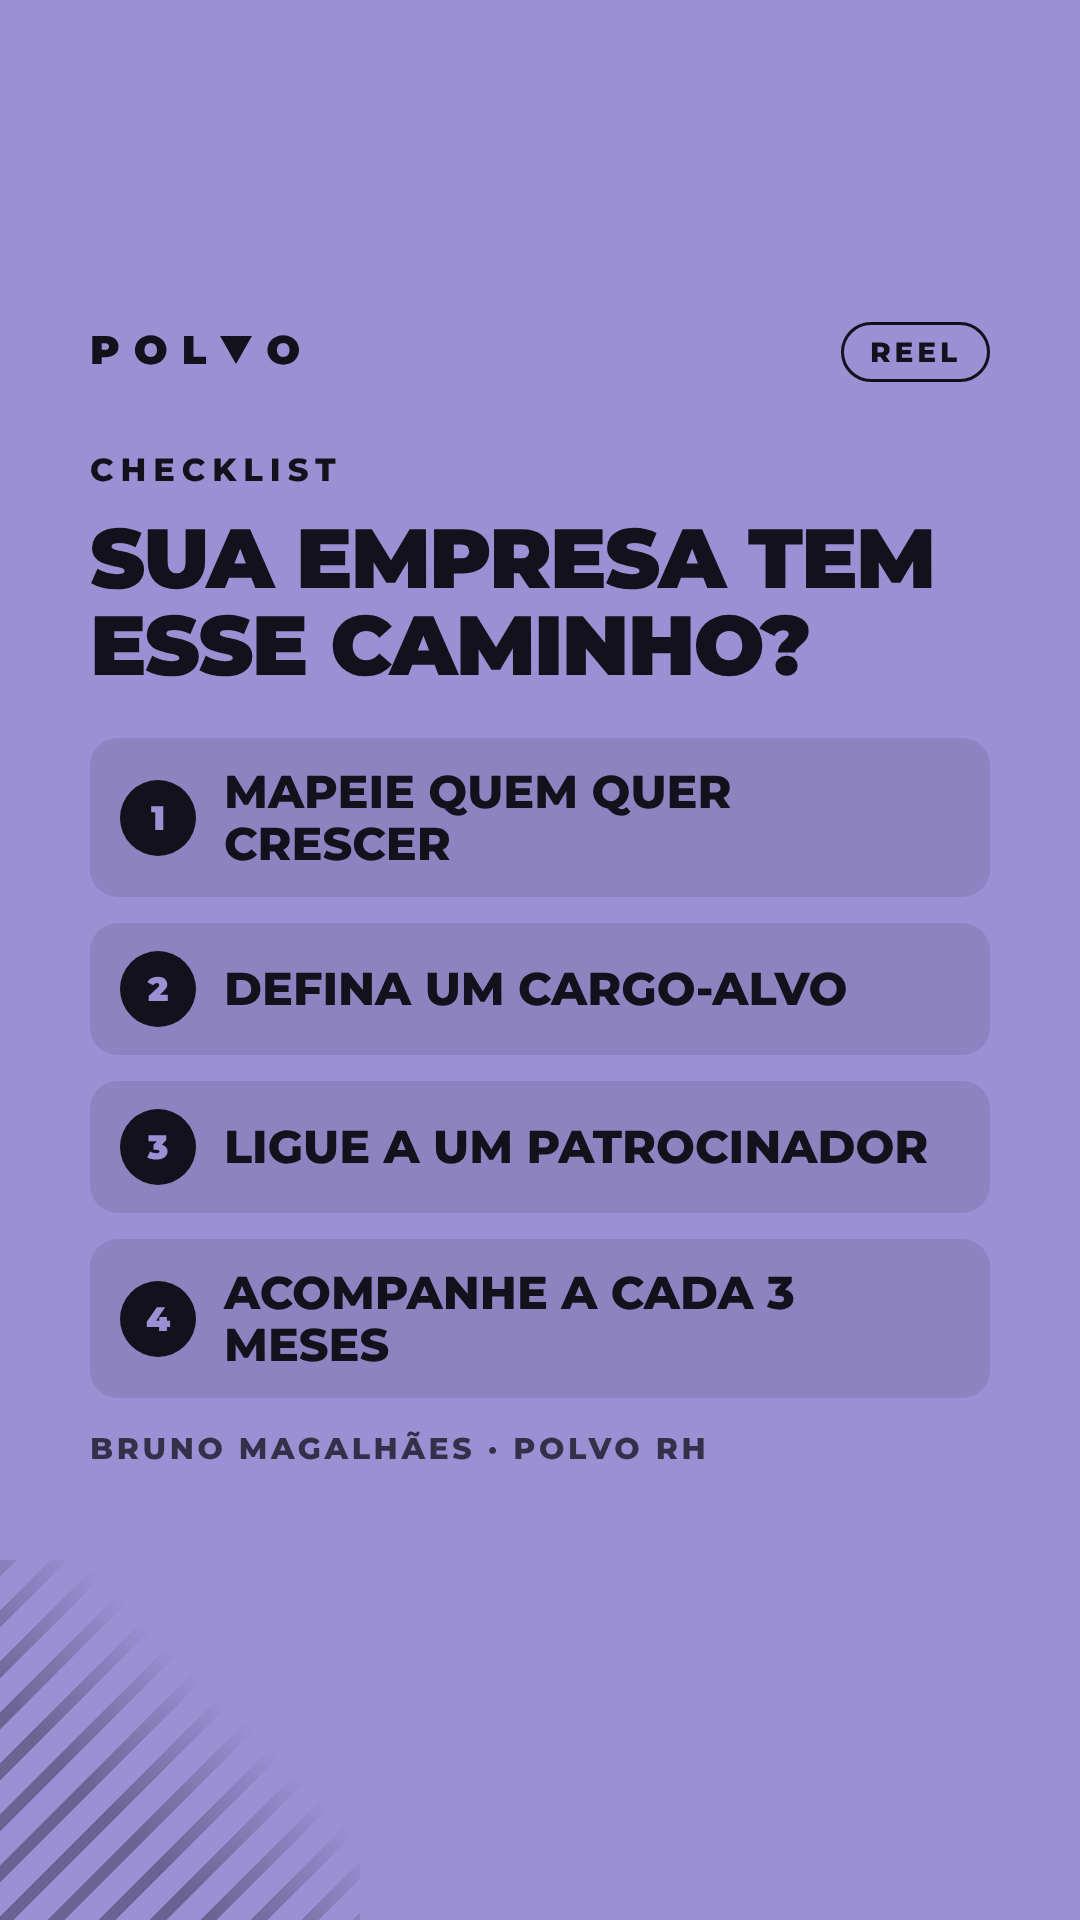 POLVO
REEL
CHECKLIST
SUA EMPRESA TEM
ESSE CAMINHO?
1
MAPEIE QUEM QUER
CRESCER
2
DEFINA UM CARGO-ALVO
3
LIGUE A UM PATROCINADOR
4
ACOMPANHE A CADA 3
MESES
BRUNO MAGALHÃES · POLVO RH